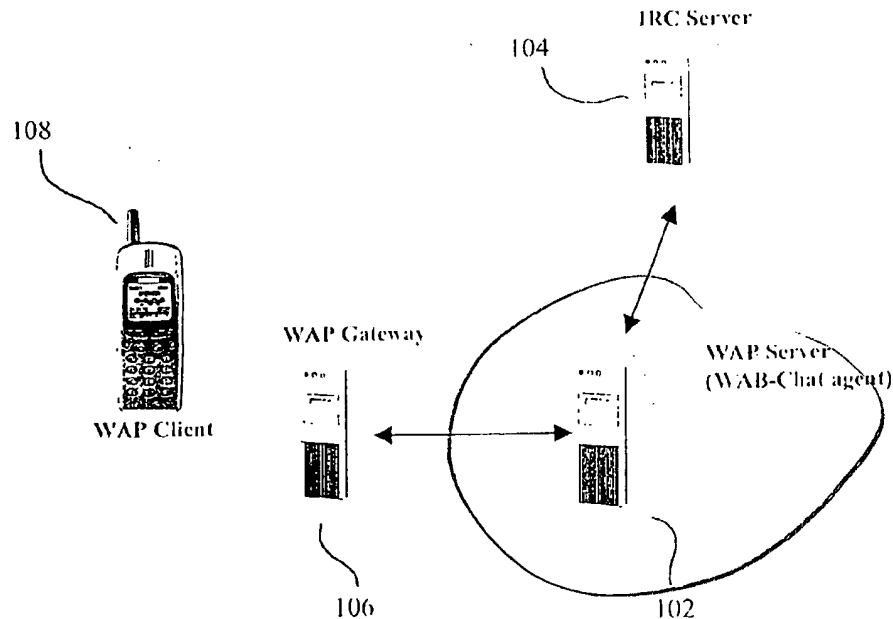 IRC Server
104
108
WAP Gateway
WAP Server
(WAB-Chat agent)
WAP Client
106
102